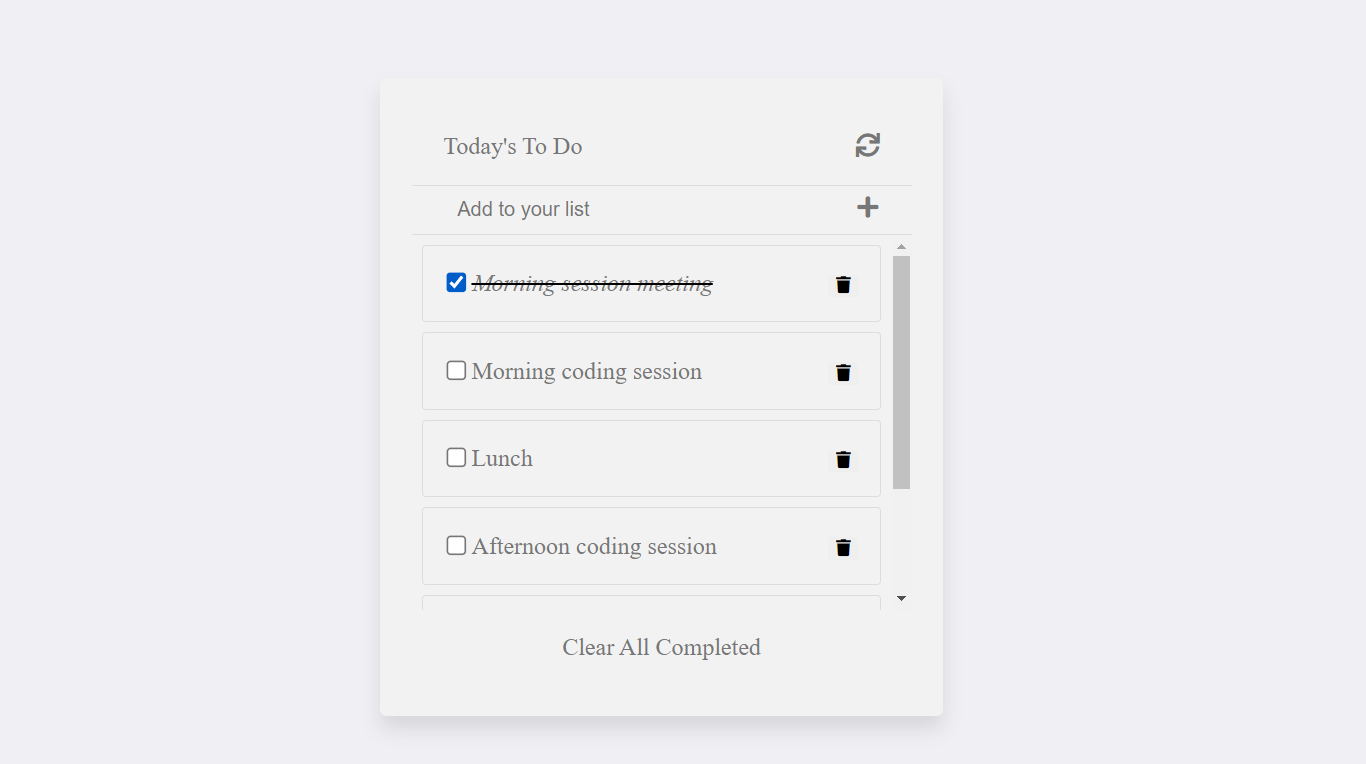 Today's To Do
Add to your list
Morning session meeting
Morning coding session
Lunch
Afternoon coding session
Clear All Completed